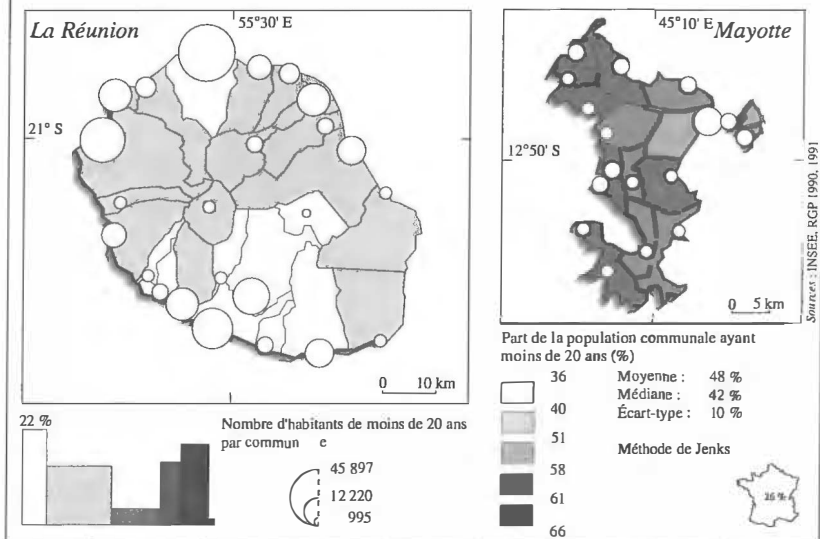 La Réunion
55°30' E
21° S
0 10 km
45°10' E
Mayotte
12°50' S
0 5 km
Sources : INSEE, RGP 1990, 1991
22 %
Nombre d'habitants de moins de 20 ans
par commun e
45 897
12 220
995
Part de la population communale ayant
moins de 20 ans (%)
36
40
51
58
61
66
Moyenne : 48 %
Médiane : 42 %
Écart-type : 10 %
Méthode de Jenks